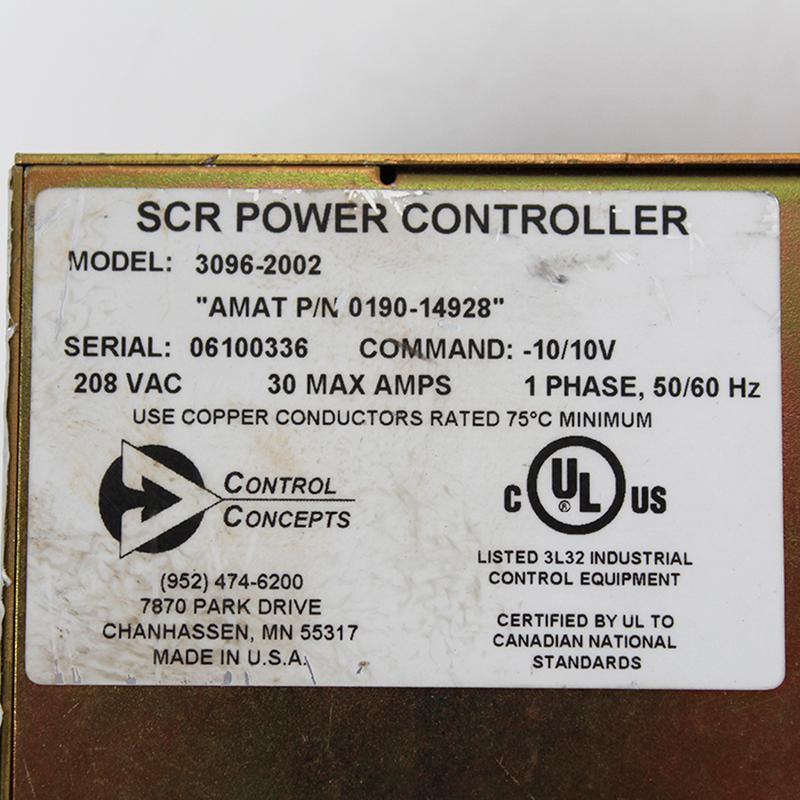 SCR POWER CONTROLLER
MODEL: 3096-2002
"AMAT P/N 0190-14928"
SERIAL: 06100336 COMMAND: -10/10V
208 VAC 30 MAX AMPS 1 PHASE, 50/60 Hz
USE COPPER CONDUCTORS RATED 75°C MINIMUM
CONTROL
CONCEPTS
(952) 474-6200
7870 PARK DRIVE
CHANHASSEN, MN 55317
MADE IN U.S.A.
C UL ® US
LISTED 3L32 INDUSTRIAL
CONTROL EQUIPMENT
CERTIFIED BY UL TO
CANADIAN NATIONAL
STANDARDS